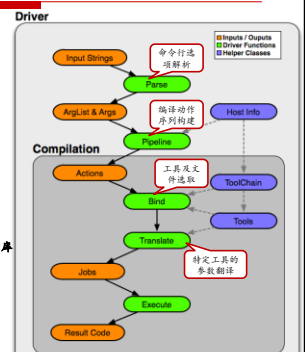 Driver
Inputs / Ouputs
Driver Functions
Helper Classes
Input Strings
命令行选
项解析
Parse
ArgList & Args
编译动作
序列构建
Host Info
Pipeline
Compilation
Actions
工具及文
件选取
ToolChain
Bind
Tools
Translate
库
特定工具的
参数翻译
Jobs
Execute
Result Code